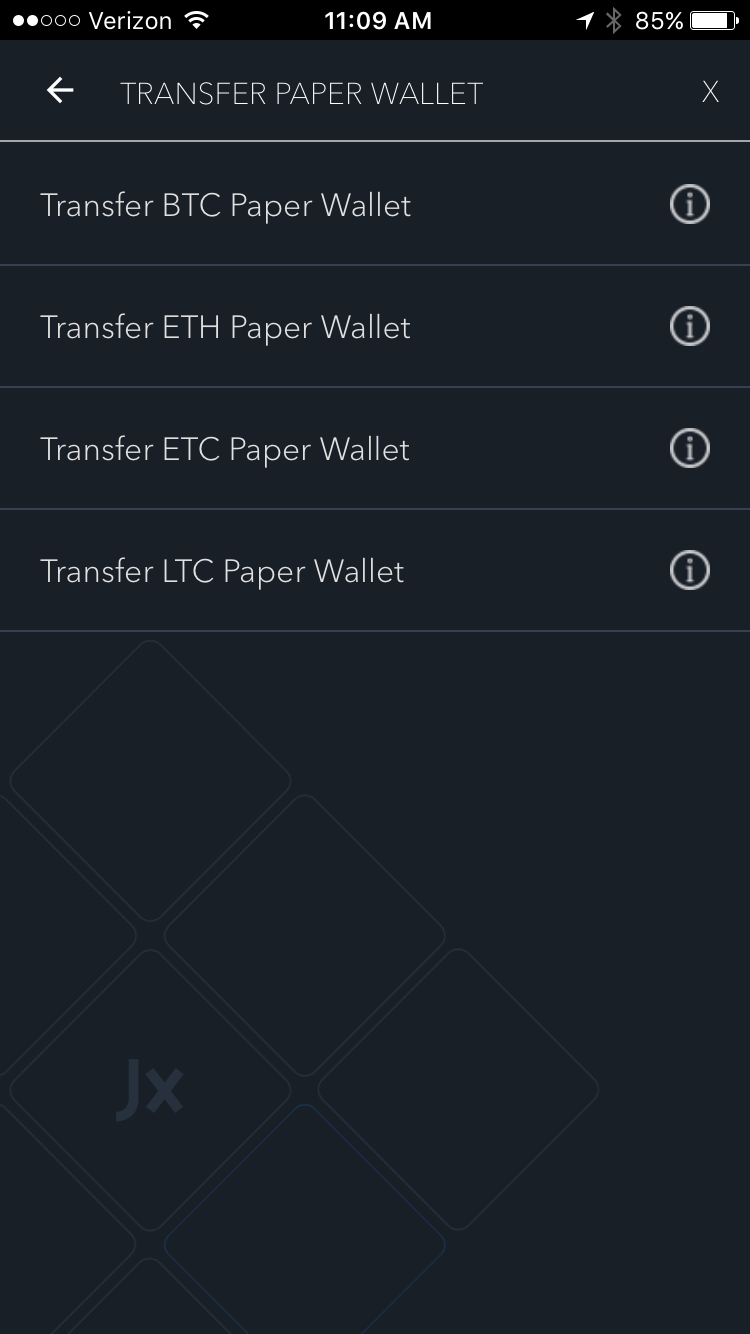 Verizon 11:09 AM 85%
TRANSFER PAPER WALLET X
Transfer BTC Paper Wallet
Transfer ETH Paper Wallet
Transfer ETC Paper Wallet
Transfer LTC Paper Wallet
Jx